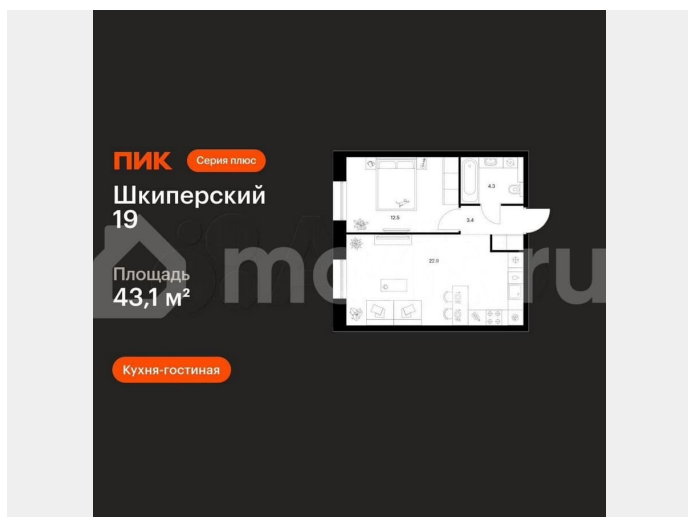 ПИК
Серия плюс
Шкиперский
19
Площадь
43,1 м²
Кухня-гостиная
12.5
4.3
3.4
22.9